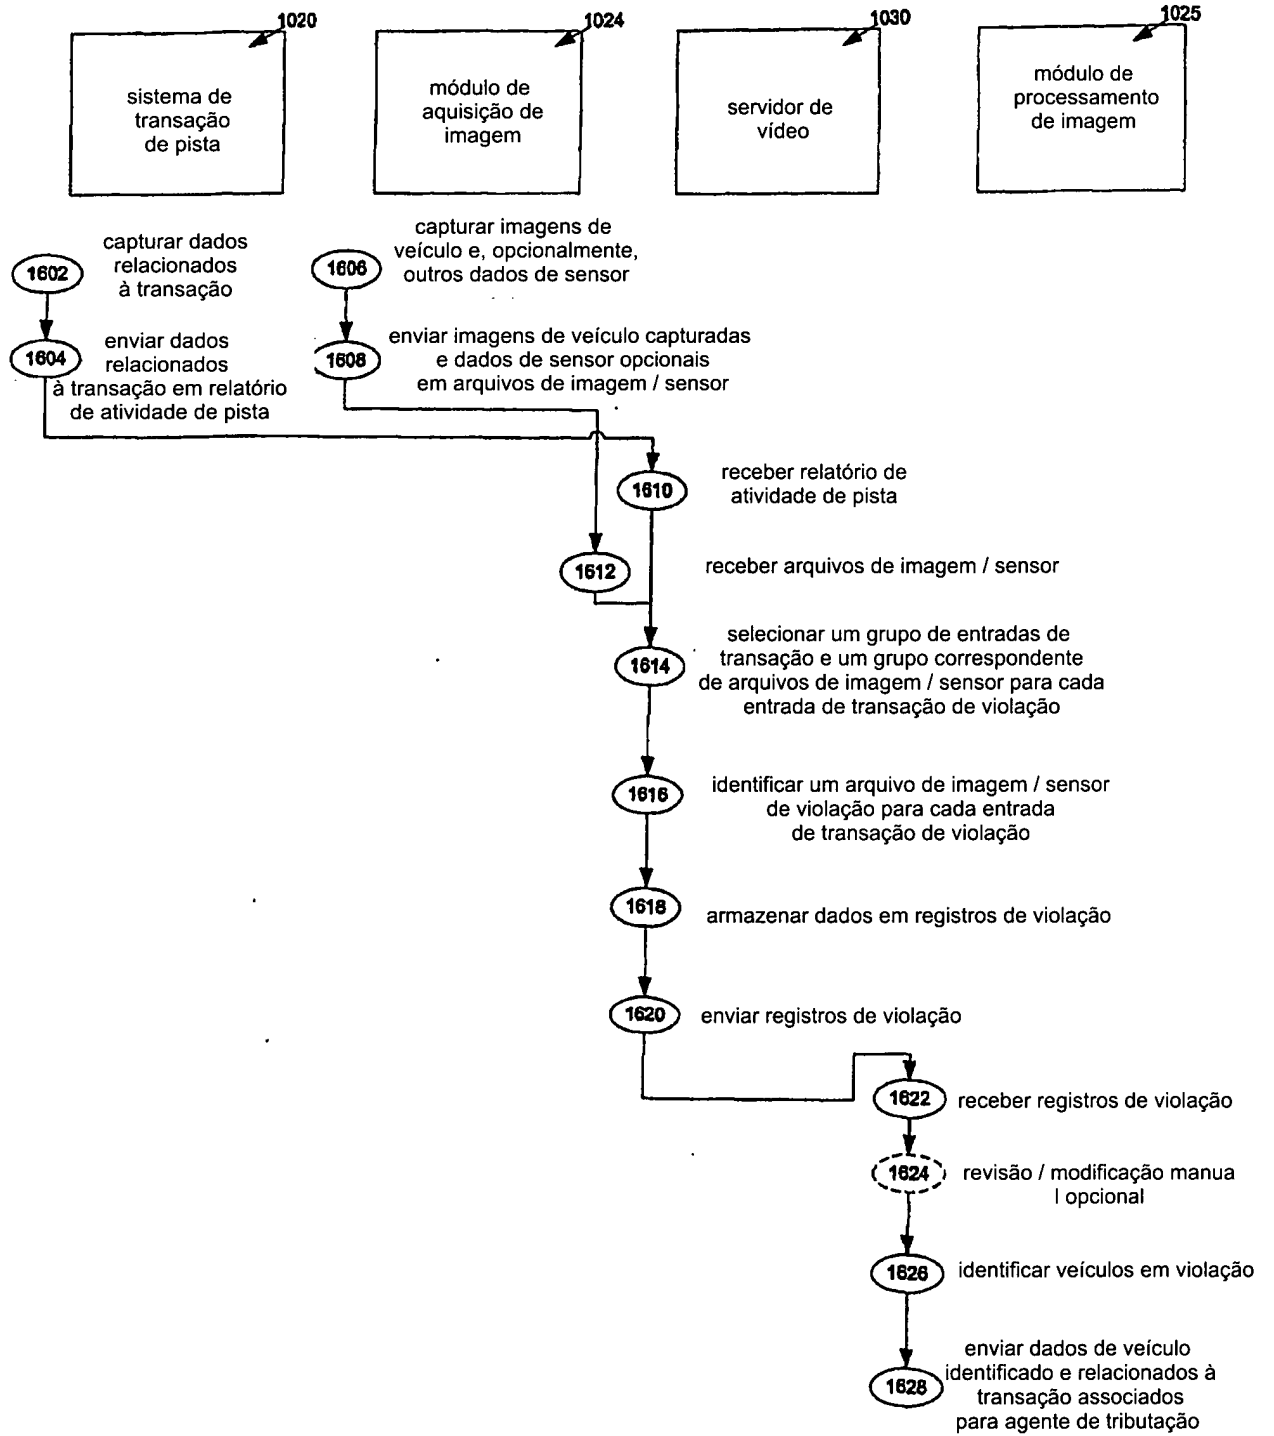 1020
sistema de
transação
de pista
1024
módulo de
aquisição de
imagem
1030
servidor de
vídeo
1025
módulo de
processamento
de imagem
1602
capturar dados
relacionados
à transação
1606
capturar imagens de
veículo e, opcionalmente,
outros dados de sensor
1604
enviar dados
relacionados
à transação em relatório
de atividade de pista
1608
enviar imagens de veículo capturadas
e dados de sensor opcionais
em arquivos de imagem / sensor
1610
receber relatório de
atividade de pista
1612
receber arquivos de imagem / sensor
1614
selecionar um grupo de entradas de
transação e um grupo correspondente
de arquivos de imagem / sensor para cada
entrada de transação de violação
1616
identificar um arquivo de imagem / sensor
de violação para cada entrada
de transação de violação
1618
armazenar dados em registros de violação
1620
enviar registros de violação
1622
receber registros de violação
1624
revisão / modificação manua
l opcional
1626
identificar veículos em violação
1628
enviar dados de veículo
identificado e relacionados à
transação associados
para agente de tributação